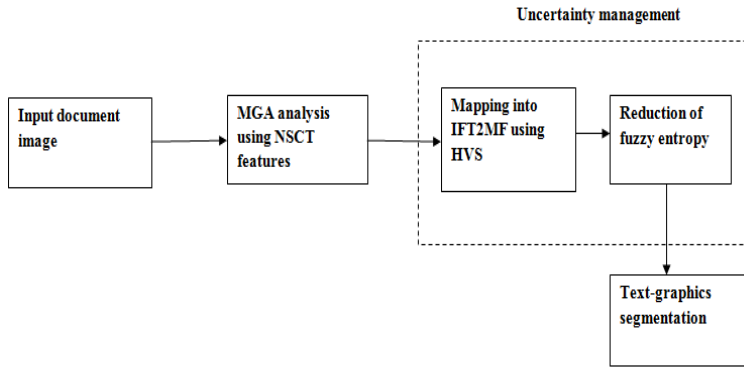 Uncertainty management
Input document
image
MGA analysis
using NSCT
features
Mapping into
IFT2MF using
HVS
Reduction of
fuzzy entropy
Text-graphics
segmentation